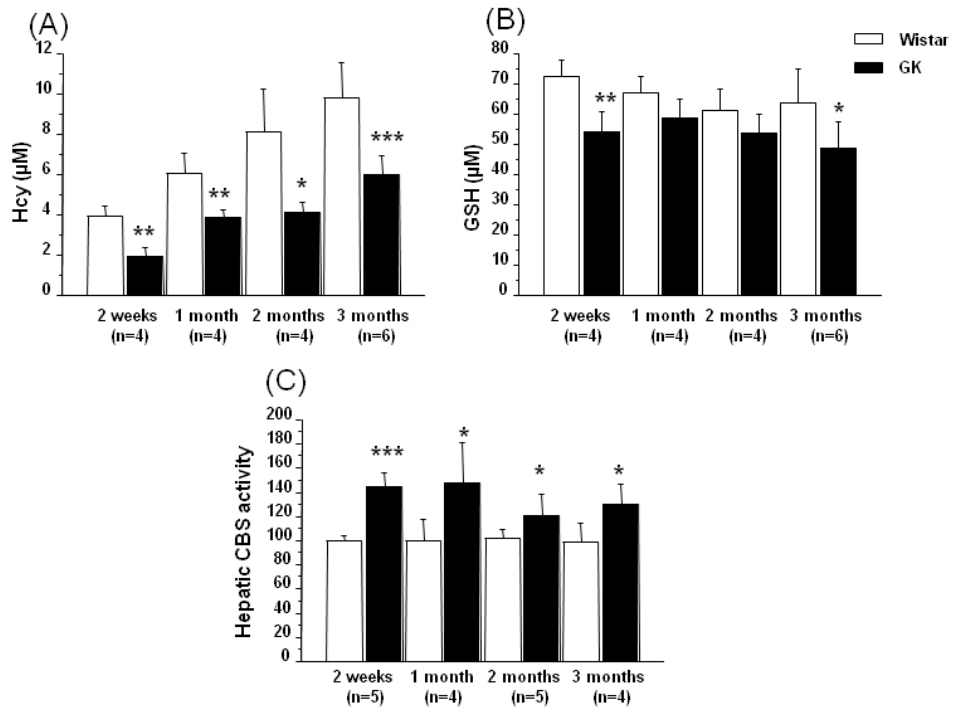 (A)
Hcy (µM)
12
10
8
6
4
2
0
**
**
*
***
2 weeks 1 month 2 months 3 months
(n=4) (n=4) (n=4) (n=6)
(B)
GSH (µM)
80
70
60
50
40
30
20
10
0
**
*
2 weeks 1 month 2 months 3 months
(n=4) (n=4) (n=4) (n=6)
Wistar
GK
(C)
Hepatic CBS activity
200
180
160
140
120
100
80
60
40
20
0
***
*
*
*
2 weeks 1 month 2 months 3 months
(n=5) (n=4) (n=5) (n=4)